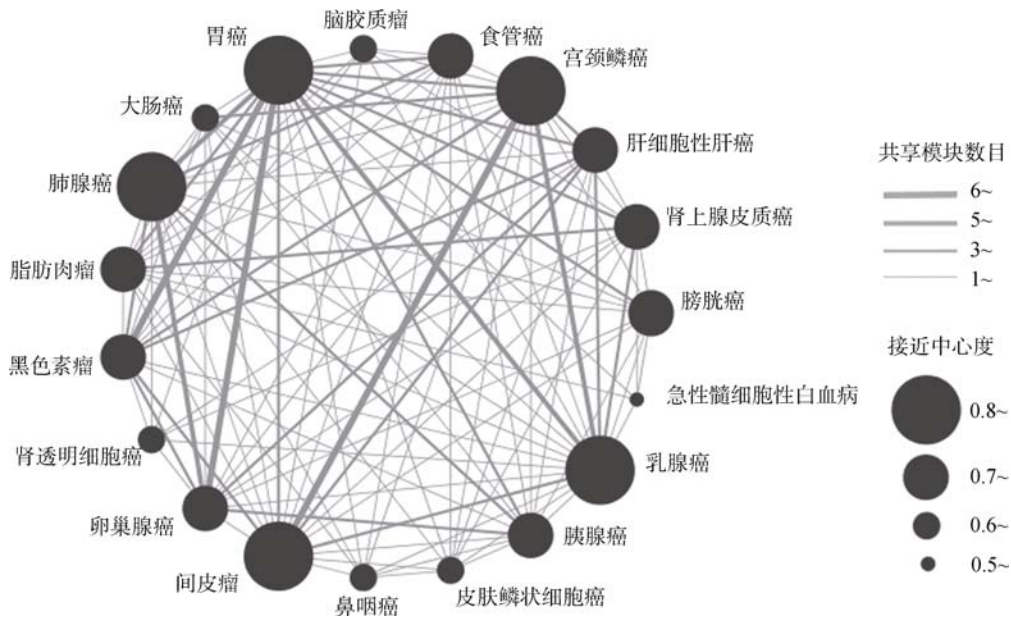 脑胶质瘤
胃癌
食管癌
宫颈鳞癌
大肠癌
肝细胞性肝癌
肺腺癌
肾上腺皮质癌
脂肪肉瘤
膀胱癌
黑色素瘤
急性髓细胞性白血病
肾透明细胞癌
乳腺癌
卵巢腺癌
胰腺癌
间皮瘤
皮肤鳞状细胞癌
鼻咽癌
共享模块数目
6~
5~
3~
1~
接近中心度
0.8~
0.7~
0.6~
0.5~